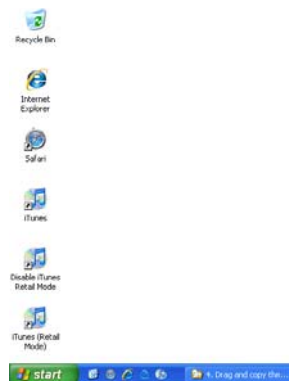 Recycle Bin
Internet
Explorer
Safari
iTunes
Disable iTunes
Retail Mode
iTunes (Retail
Mode)
start
4. Drag and copy the...